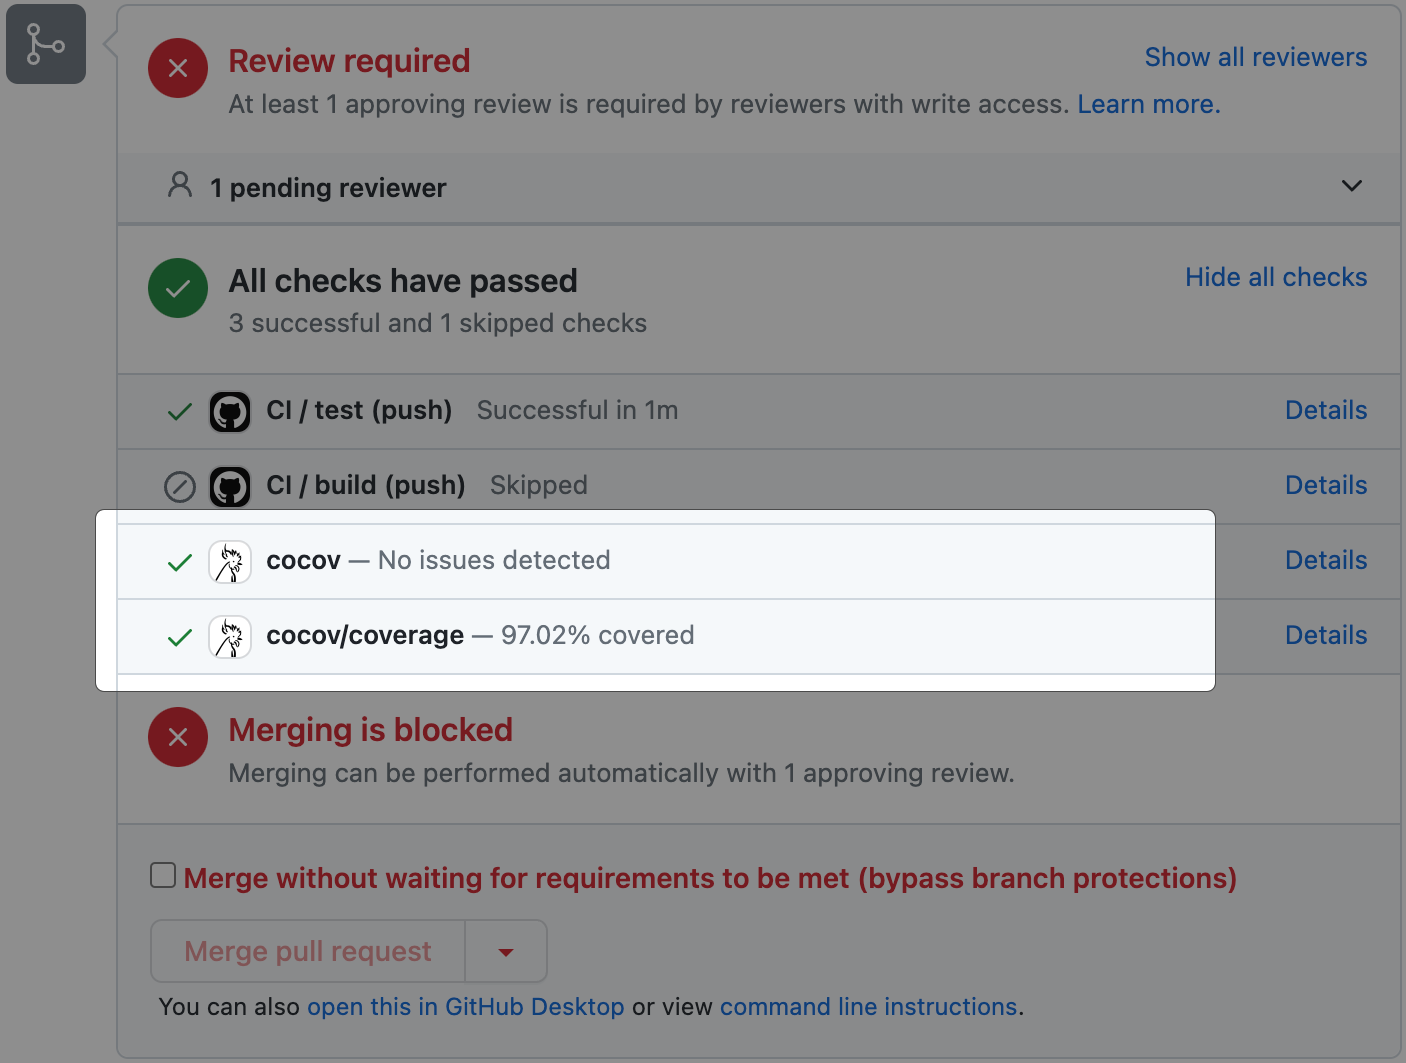 Review required
Show all reviewers
At least 1 approving review is required by reviewers with write access. Learn more.
1 pending reviewer
All checks have passed
Hide all checks
3 successful and 1 skipped checks
CI / test (push) Successful in 1m Details
CI / build (push) Skipped Details
cocov — No issues detected Details
cocov/coverage — 97.02% covered Details
Merging is blocked
Merging can be performed automatically with 1 approving review.
Merge without waiting for requirements to be met (bypass branch protections)
Merge pull request
You can also open this in GitHub Desktop or view command line instructions.